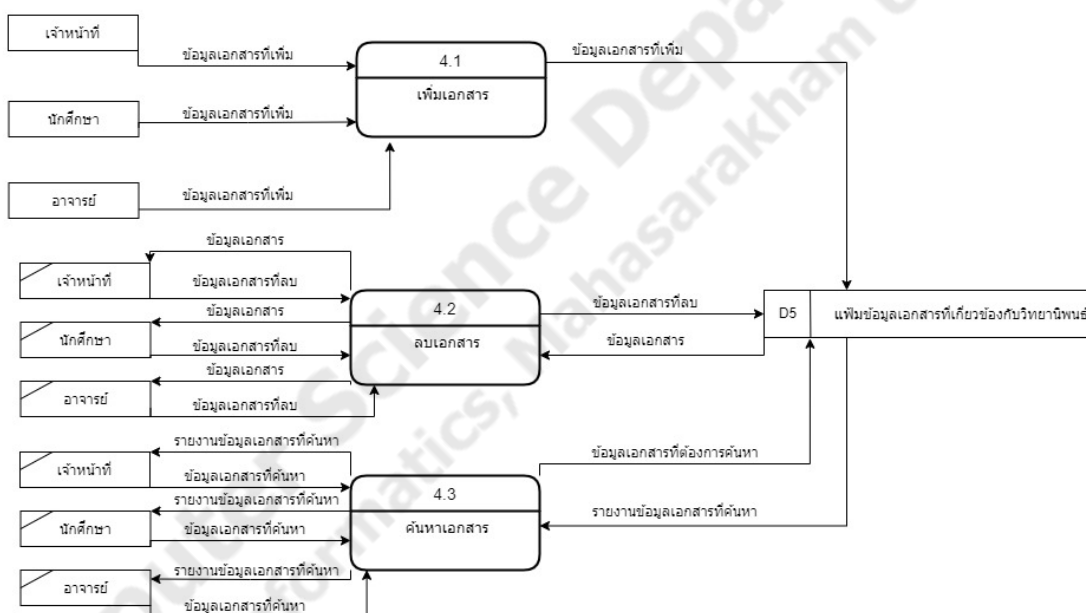 เจ้าหน้าที่
ข้อมูลเอกสารที่เพิ่ม
4.1
เพิ่มเอกสาร
ข้อมูลเอกสารที่เพิ่ม
นักศึกษา
ข้อมูลเอกสารที่เพิ่ม
อาจารย์
ข้อมูลเอกสารที่เพิ่ม
ข้อมูลเอกสาร
เจ้าหน้าที่
ข้อมูลเอกสารที่ลบ
ข้อมูลเอกสาร
นักศึกษา
ข้อมูลเอกสารที่ลบ
ข้อมูลเอกสาร
อาจารย์
ข้อมูลเอกสารที่ลบ
4.2
ลบเอกสาร
ข้อมูลเอกสารที่ลบ
ข้อมูลเอกสาร
D5
แฟ้มข้อมูลเอกสารที่เกี่ยวข้องกับวิทยานิพนธ์
รายงานข้อมูลเอกสารที่ค้นหา
เจ้าหน้าที่
ข้อมูลเอกสารที่ค้นหา
รายงานข้อมูลเอกสารที่ค้นหา
นักศึกษา
ข้อมูลเอกสารที่ค้นหา
รายงานข้อมูลเอกสารที่ค้นหา
อาจารย์
ข้อมูลเอกสารที่ค้นหา
4.3
ค้นหาเอกสาร
ข้อมูลเอกสารที่ต้องการค้นหา
รายงานข้อมูลเอกสารที่ค้นหา
Science
Mahasarakham